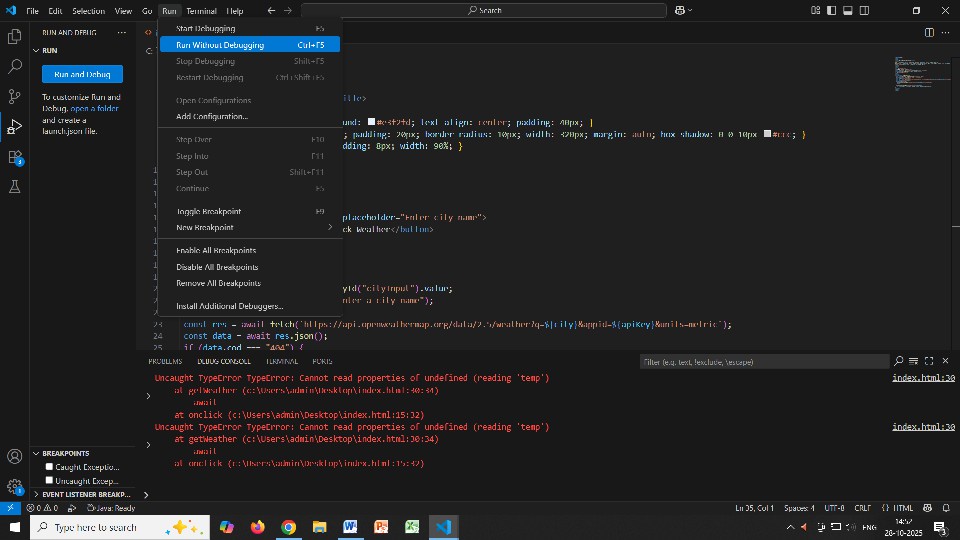 File Edit Selection View Go Run Terminal Help Search
RUN AND DEBUG
RUN
Run and Debug
To customize Run and
Debug, open a folder
and create a
launch.json file.
Start Debugging F5
Run Without Debugging Ctrl+F5
Stop Debugging Shift+F5
Restart Debugging Ctrl+Shift+F5
Open Configurations
Add Configuration...
Step Over F10
Step Into F11
Step Out Shift+F11
Continue F5
Toggle Breakpoint F9
New Breakpoint
Enable All Breakpoints
Disable All Breakpoints
Remove All Breakpoints
Install Additional Debuggers...
title>
ound: #e3f2fd; text-align: center; padding: 40px; }
; padding: 20px; border-radius: 10px; width: 320px; margin: auto; box-shadow: 0 0 10px #ccc; }
dding: 8px; width: 90%; }
placeholder="Enter city name">
ck Weather</button>
yId("cityInput").value;
nter a city name");
23 const res = await fetch(`https://api.openweathermap.org/data/2.5/weather?q=${city}&appid=${apiKey}&units=metric`);
24 const data = await res.json();
25 if (data.cod === "404") {
PROBLEMS DEBUG CONSOLE TERMINAL PORTS
Filter (e.g. text, !exclude, \escape)
Uncaught TypeError TypeError: Cannot read properties of undefined (reading 'temp') index.html:30
at getWeather (c:\Users\admin\Desktop\index.html:30:34)
await
at onclick (c:\Users\admin\Desktop\index.html:15:32)
Uncaught TypeError TypeError: Cannot read properties of undefined (reading 'temp') index.html:30
at getWeather (c:\Users\admin\Desktop\index.html:30:34)
await
at onclick (c:\Users\admin\Desktop\index.html:15:32)
BREAKPOINTS
Caught Exceptio...
Uncaught Excep...
EVENT LISTENER BREAKP...
0 0 Java: Ready Ln 35, Col 1 Spaces: 4 UTF-8 CRLF {} HTML
Type here to search
ENG
14:52
28-10-2025